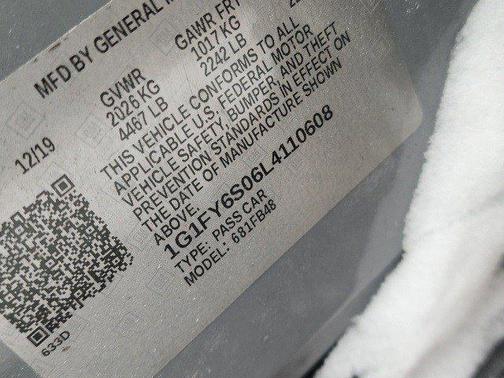 MFD BY GENERAL
12/19
GVWR
2026 KG
4467 LB
GAWR FRT
1017 KG
2242 LB
THIS VEHICLE CONFORMS TO ALL
APPLICABLE U.S. FEDERAL MOTOR
VEHICLE SAFETY, BUMPER, AND THEFT
PREVENTION STANDARDS IN EFFECT ON
THE DATE OF MANUFACTURE SHOWN
ABOVE.
1G1FY6S06L4110608
TYPE: PASS CAR
MODEL: 681FB48
633D